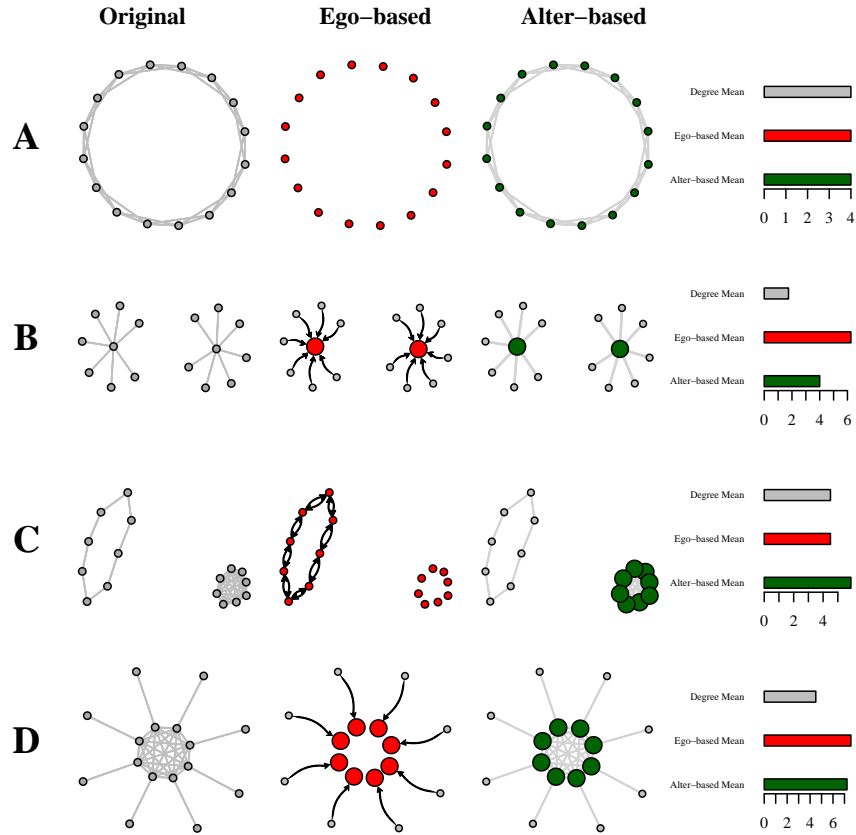 Original Ego−based Alter−based
A
Degree Mean
Ego−based Mean
Alter−based Mean
0 1 2 3 4
B
Degree Mean
Ego−based Mean
Alter−based Mean
0 2 4 6
C
Degree Mean
Ego−based Mean
Alter−based Mean
0 2 4
D
Degree Mean
Ego−based Mean
Alter−based Mean
0 2 4 6